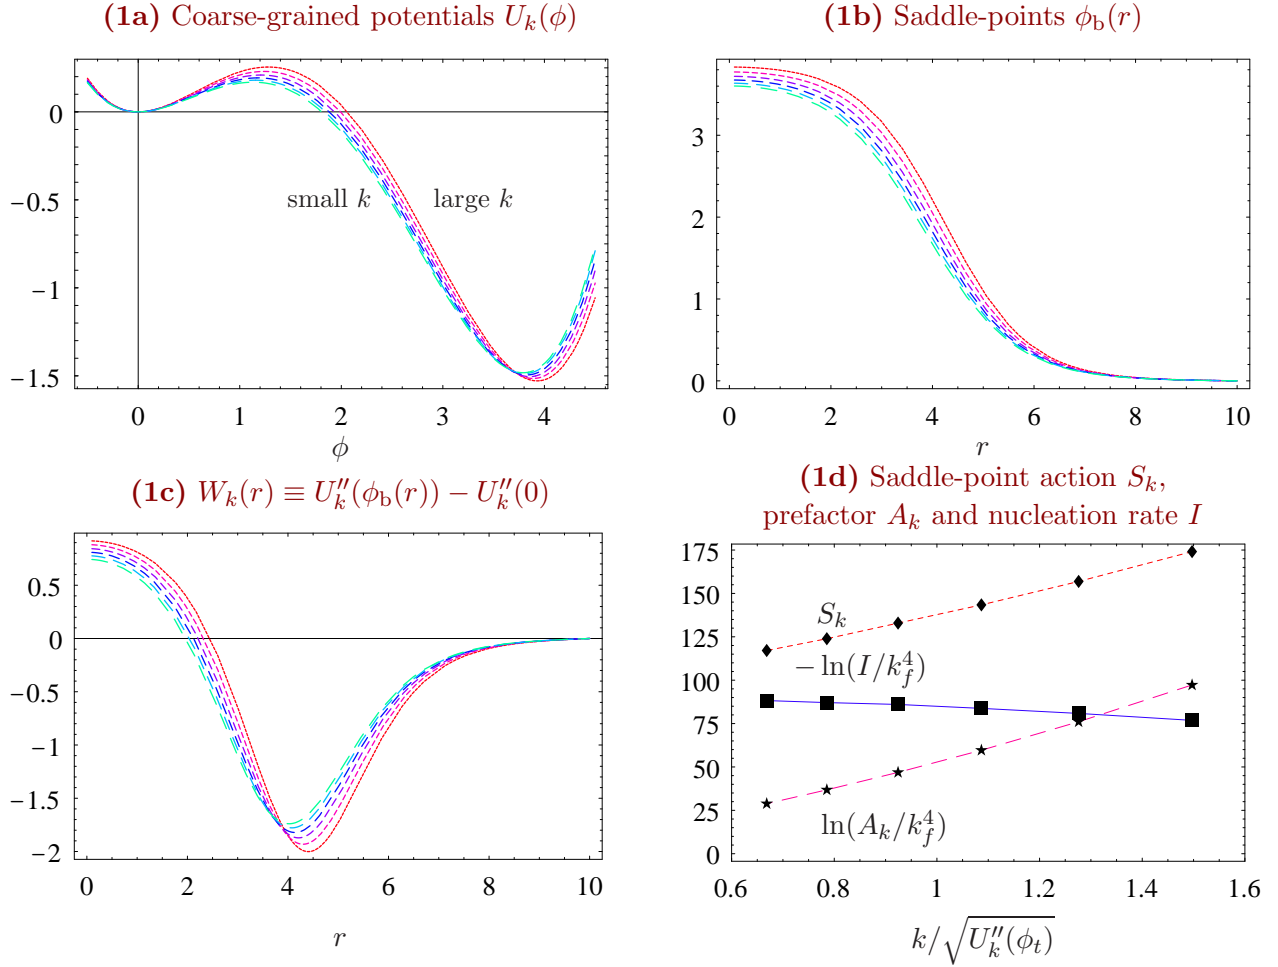 (1a) Coarse-grained potentials U_k(ϕ)
0
−0.5
−1
−1.5
small k
large k
0 1 2 3 4
ϕ
(1b) Saddle-points ϕ_b(r)
3
2
1
0
0 2 4 6 8 10
r
(1c) W_k(r) ≡ U″_k(ϕ_b(r)) − U″_k(0)
0.5
0
−0.5
−1
−1.5
−2
0 2 4 6 8 10
r
(1d) Saddle-point action S_k,
prefactor A_k and nucleation rate I
175
150
125
100
75
50
25
0
S_k
− ln(I/k_f^4)
ln(A_k/k_f^4)
0.6 0.8 1 1.2 1.4 1.6
k/√U″_k(ϕ_t)